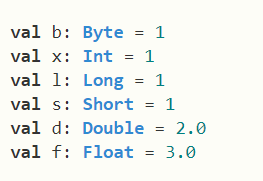 val b: Byte = 1
val x: Int = 1
val l: Long = 1
val s: Short = 1
val d: Double = 2.0
val f: Float = 3.0